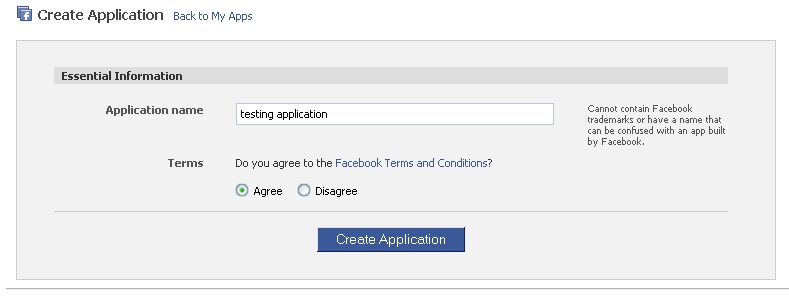 Create Application Back to My Apps
Essential Information
Application name testing application
Cannot contain Facebook
trademarks or have a name that
can be confused with an app built
by Facebook.
Terms Do you agree to the Facebook Terms and Conditions?
Agree Disagree
Create Application